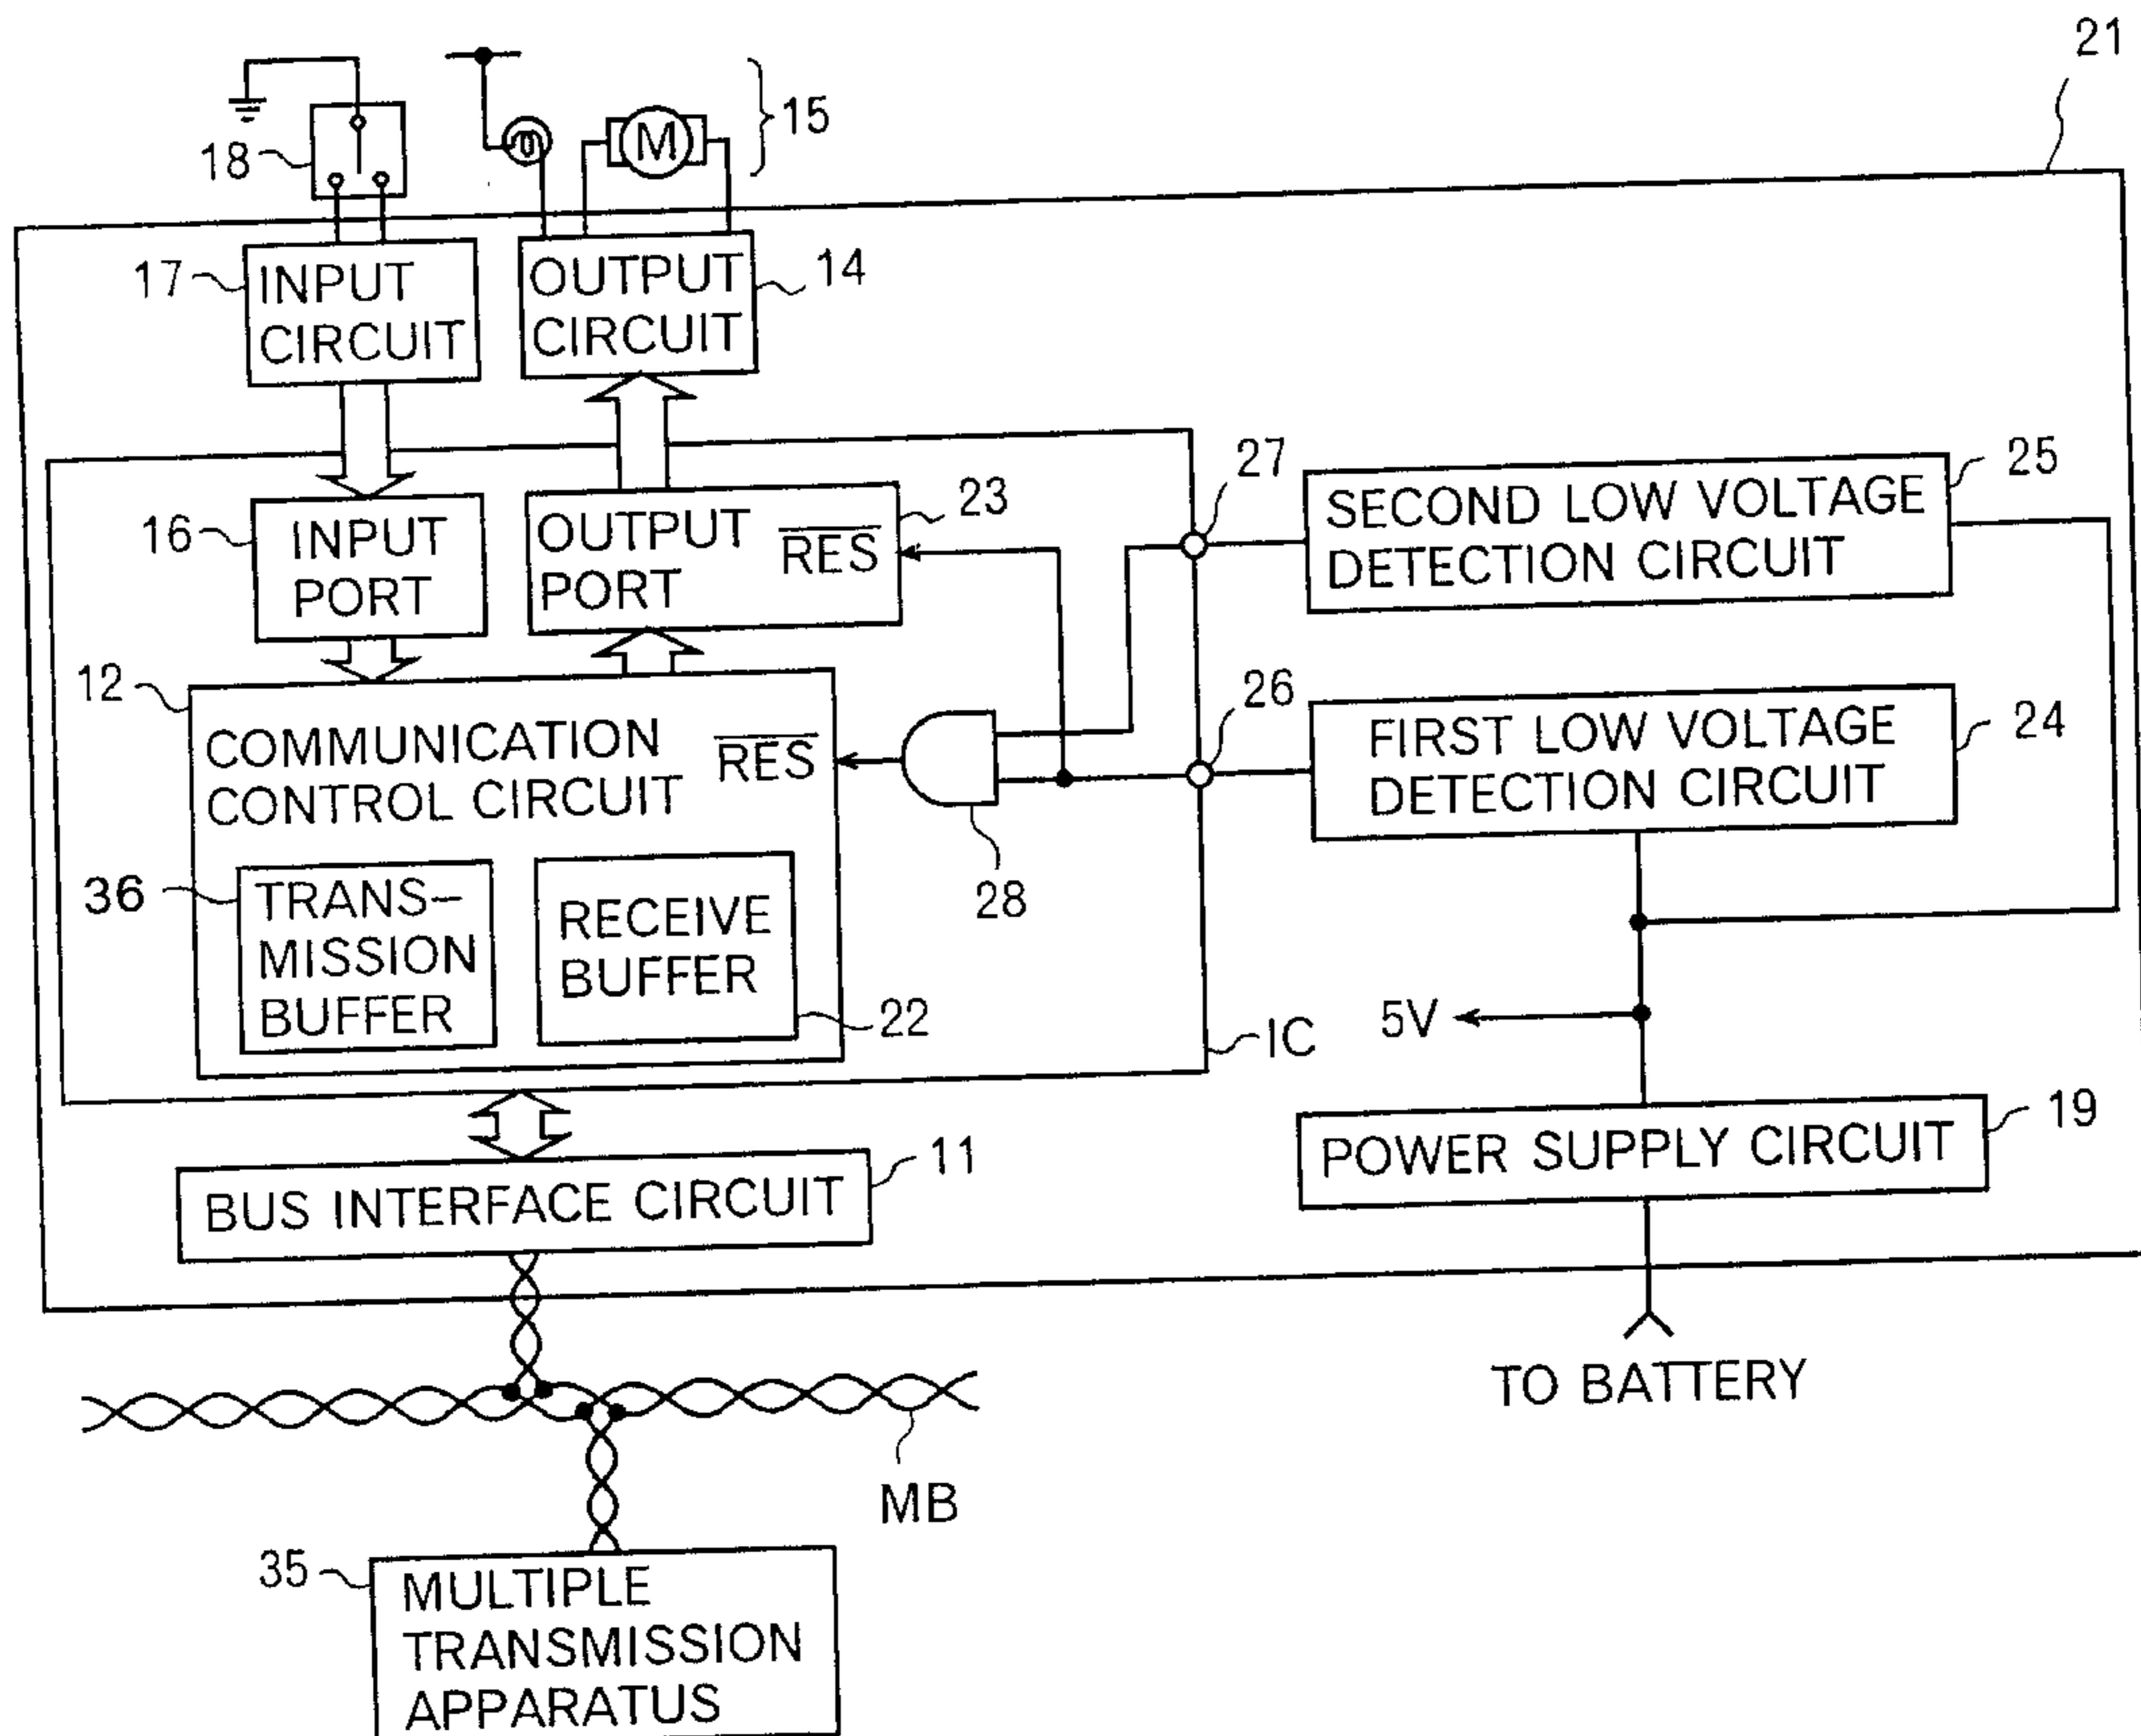 21
15
M
18
17
INPUT
CIRCUIT
OUTPUT
CIRCUIT
14
27
25
SECOND LOW VOLTAGE
DETECTION CIRCUIT
16
INPUT
PORT
OUTPUT
PORT
RES
23
12
COMMUNICATION
CONTROL CIRCUIT
RES
26
24
FIRST LOW VOLTAGE
DETECTION CIRCUIT
28
36
TRANS-
MISSION
BUFFER
RECEIVE
BUFFER
22
IC
5V
19
POWER SUPPLY CIRCUIT
11
BUS INTERFACE CIRCUIT
TO BATTERY
MB
35
MULTIPLE
TRANSMISSION
APPARATUS